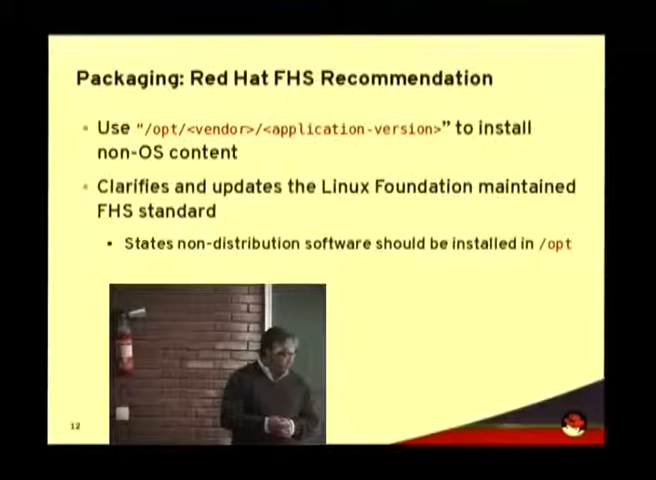 Packaging: Red Hat FHS Recommendation
Use "/opt/<vendor>/<application-version>" to install
non-OS content
Clarifies and updates the Linux Foundation maintained
FHS standard
States non-distribution software should be installed in /opt
12